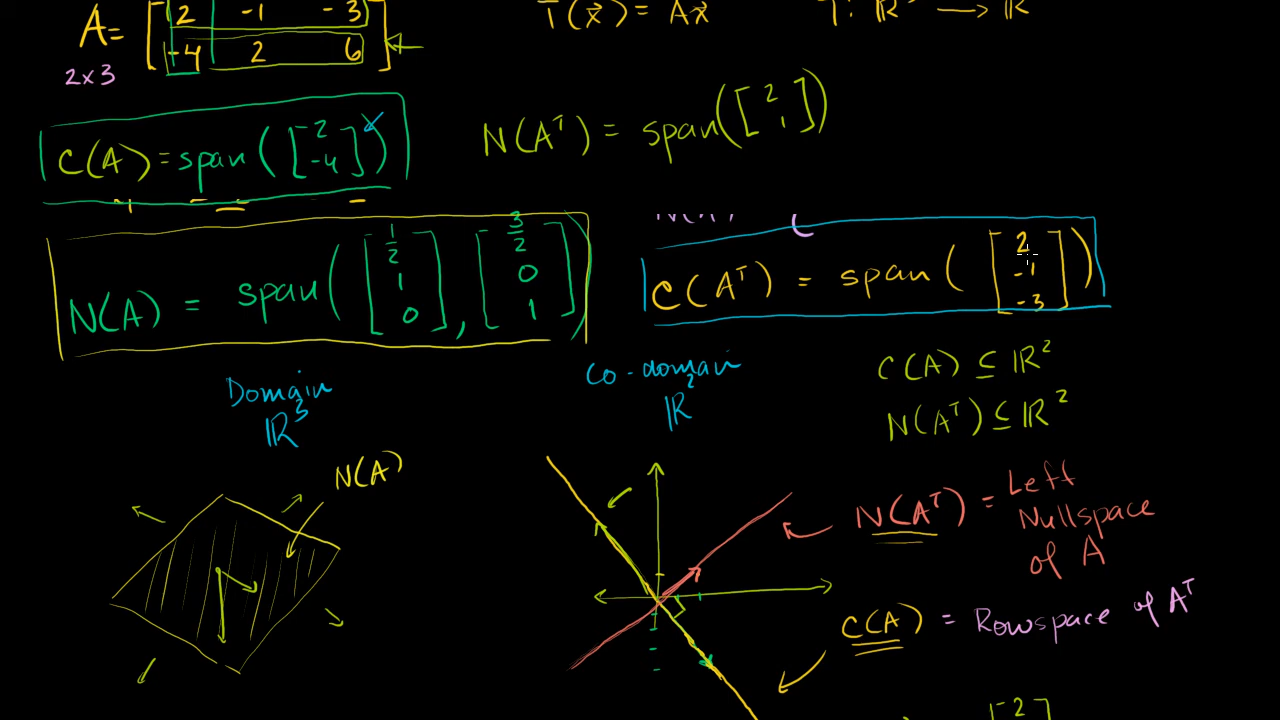 A = [ 2 -1 -3
-4 2 6 ]
2x3
T(x⃗) = Ax⃗
T: ℝ → ℝ
C(A) = span ( [ 2 -4 ] )
N(Aᵀ) = span ( [ 2 1 ] )
N(A) = span ( [ 1/2 1 0 ] , [ 3/2 0 1 ] )
C(Aᵀ) = span ( [ 2 -1 -3 ] )
Domain
ℝ³
Co-domain
ℝ²
C(A) ⊆ ℝ²
N(Aᵀ) ⊆ ℝ²
N(A)
N(Aᵀ) = Left
Nullspace
of A
C(A) = Rowspace of Aᵀ
[ 2 ]